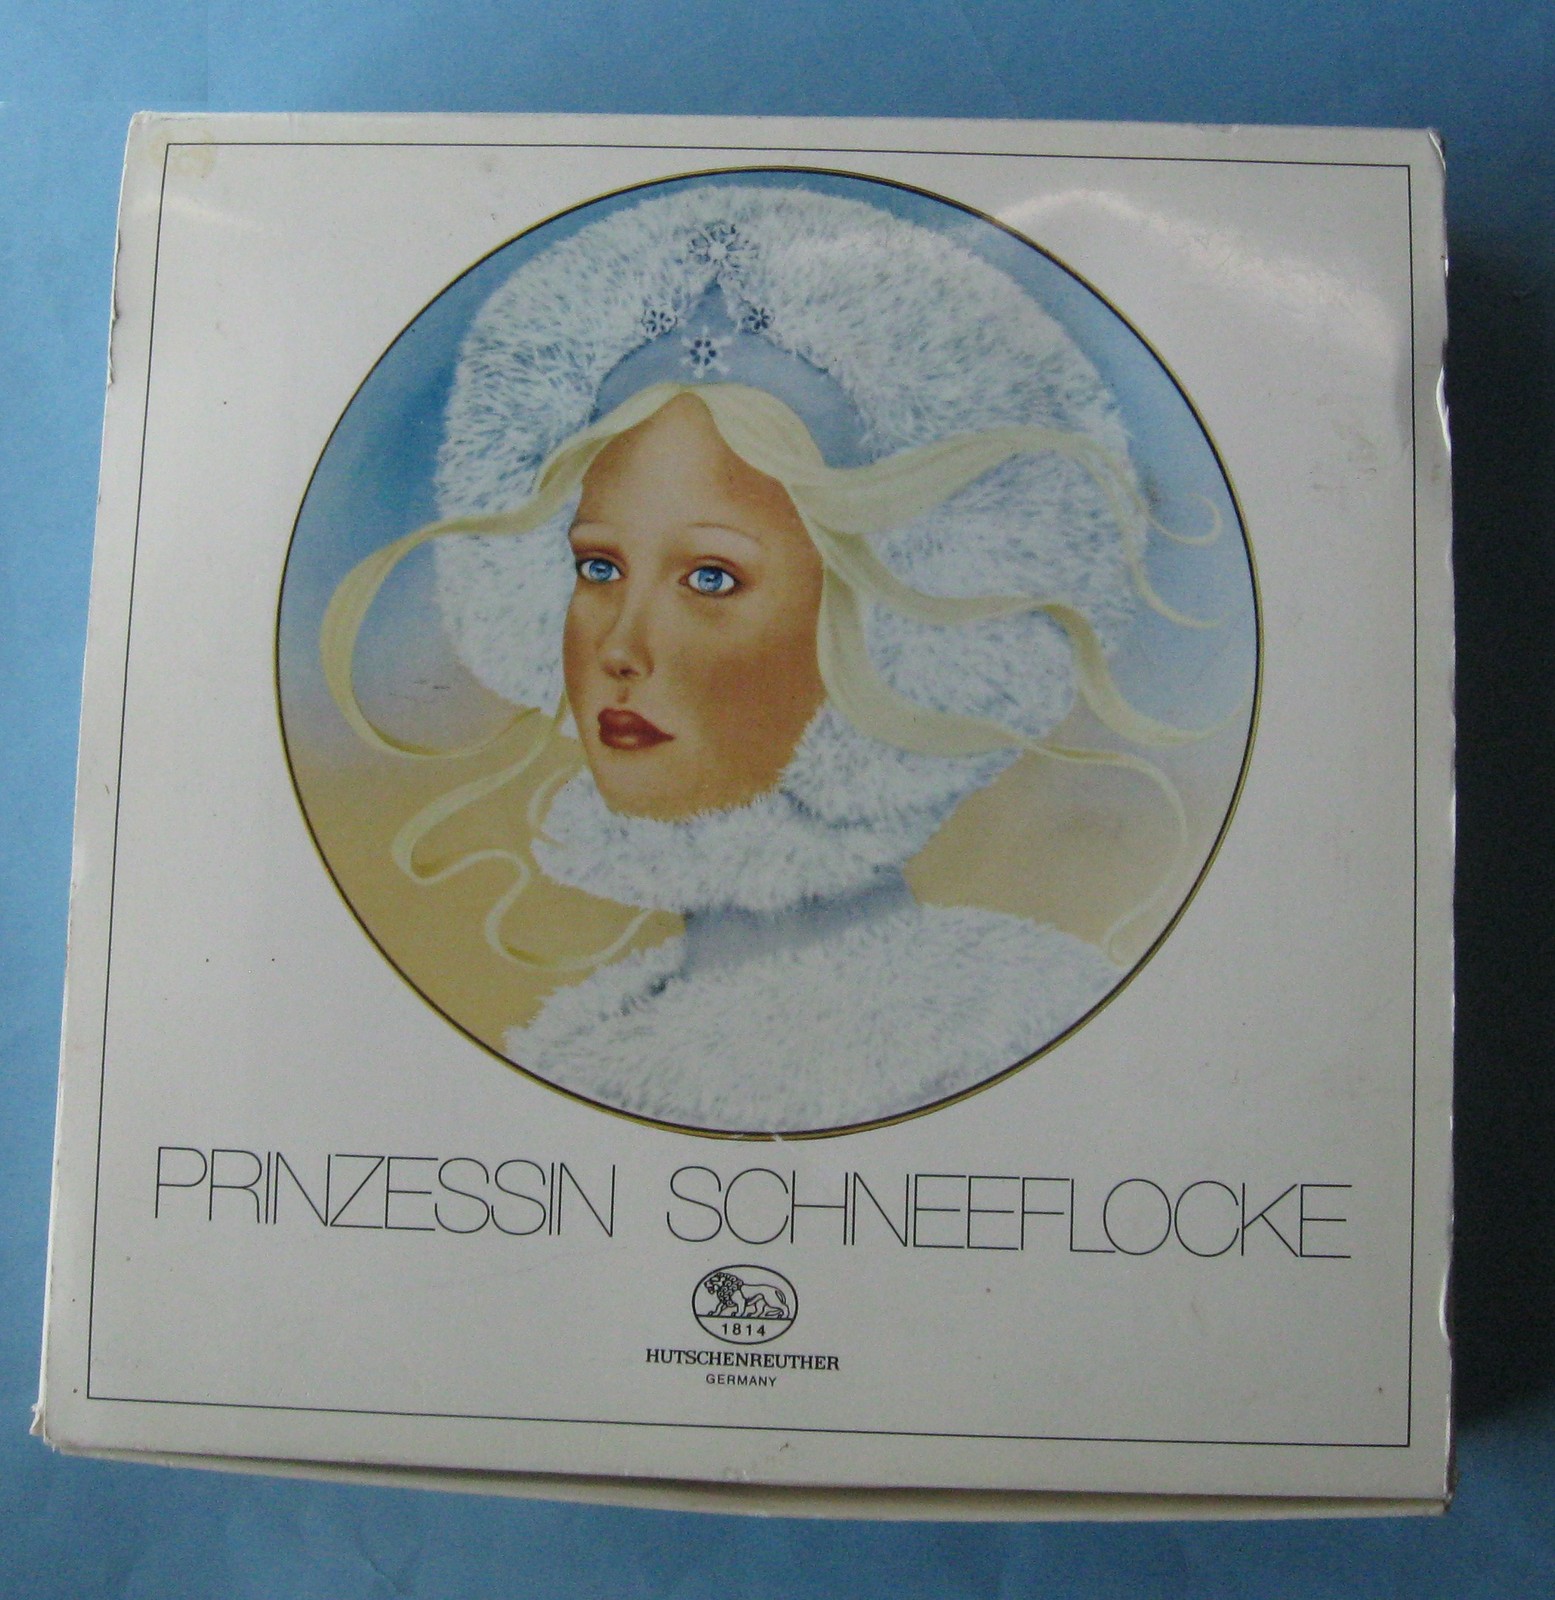 PRINZESSIN SCHNEEFLOCKE
1814
HUTSCHENREUTHER
GERMANY